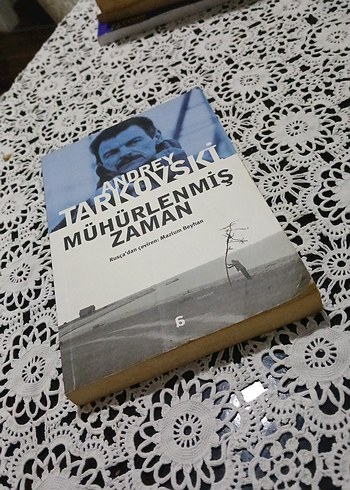 ANDREY
TARKOVSKİ
MÜHÜRLENMİŞ
ZAMAN
Rusça'dan çeviren: Mazlum Beyhan